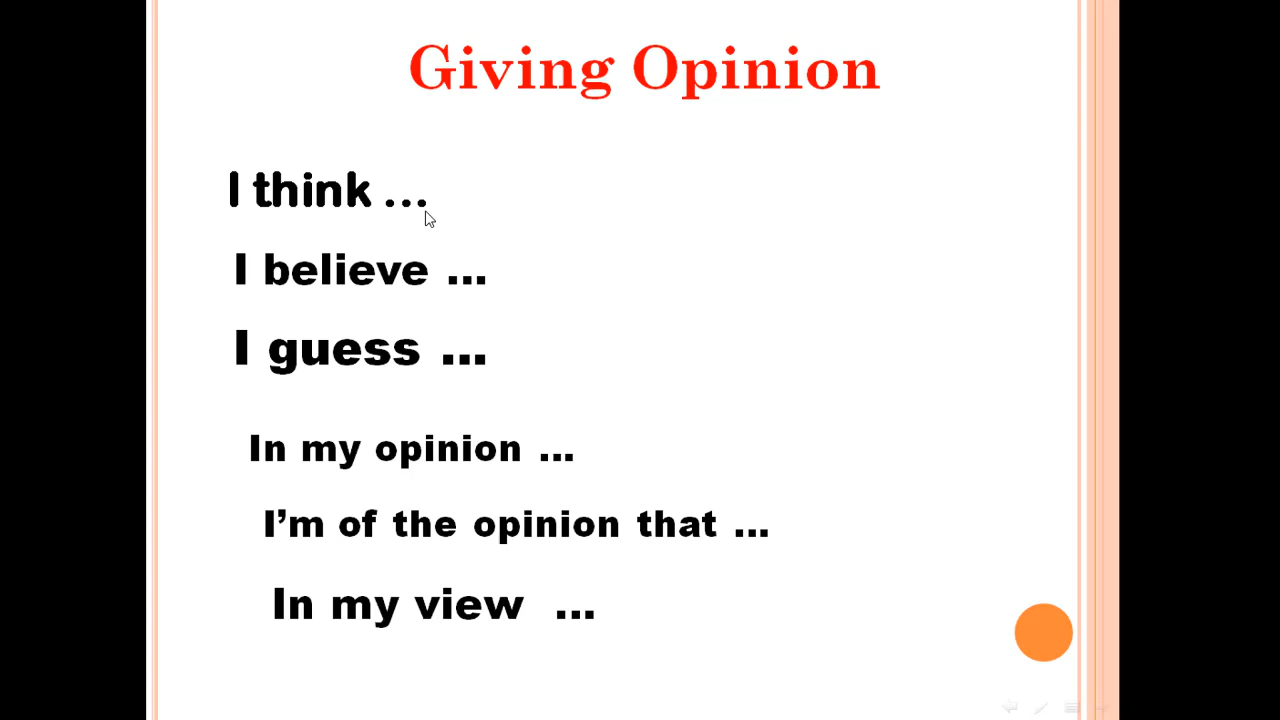 Giving Opinion
I think ...
I believe ...
I guess ...
In my opinion ...
I’m of the opinion that ...
In my view ...